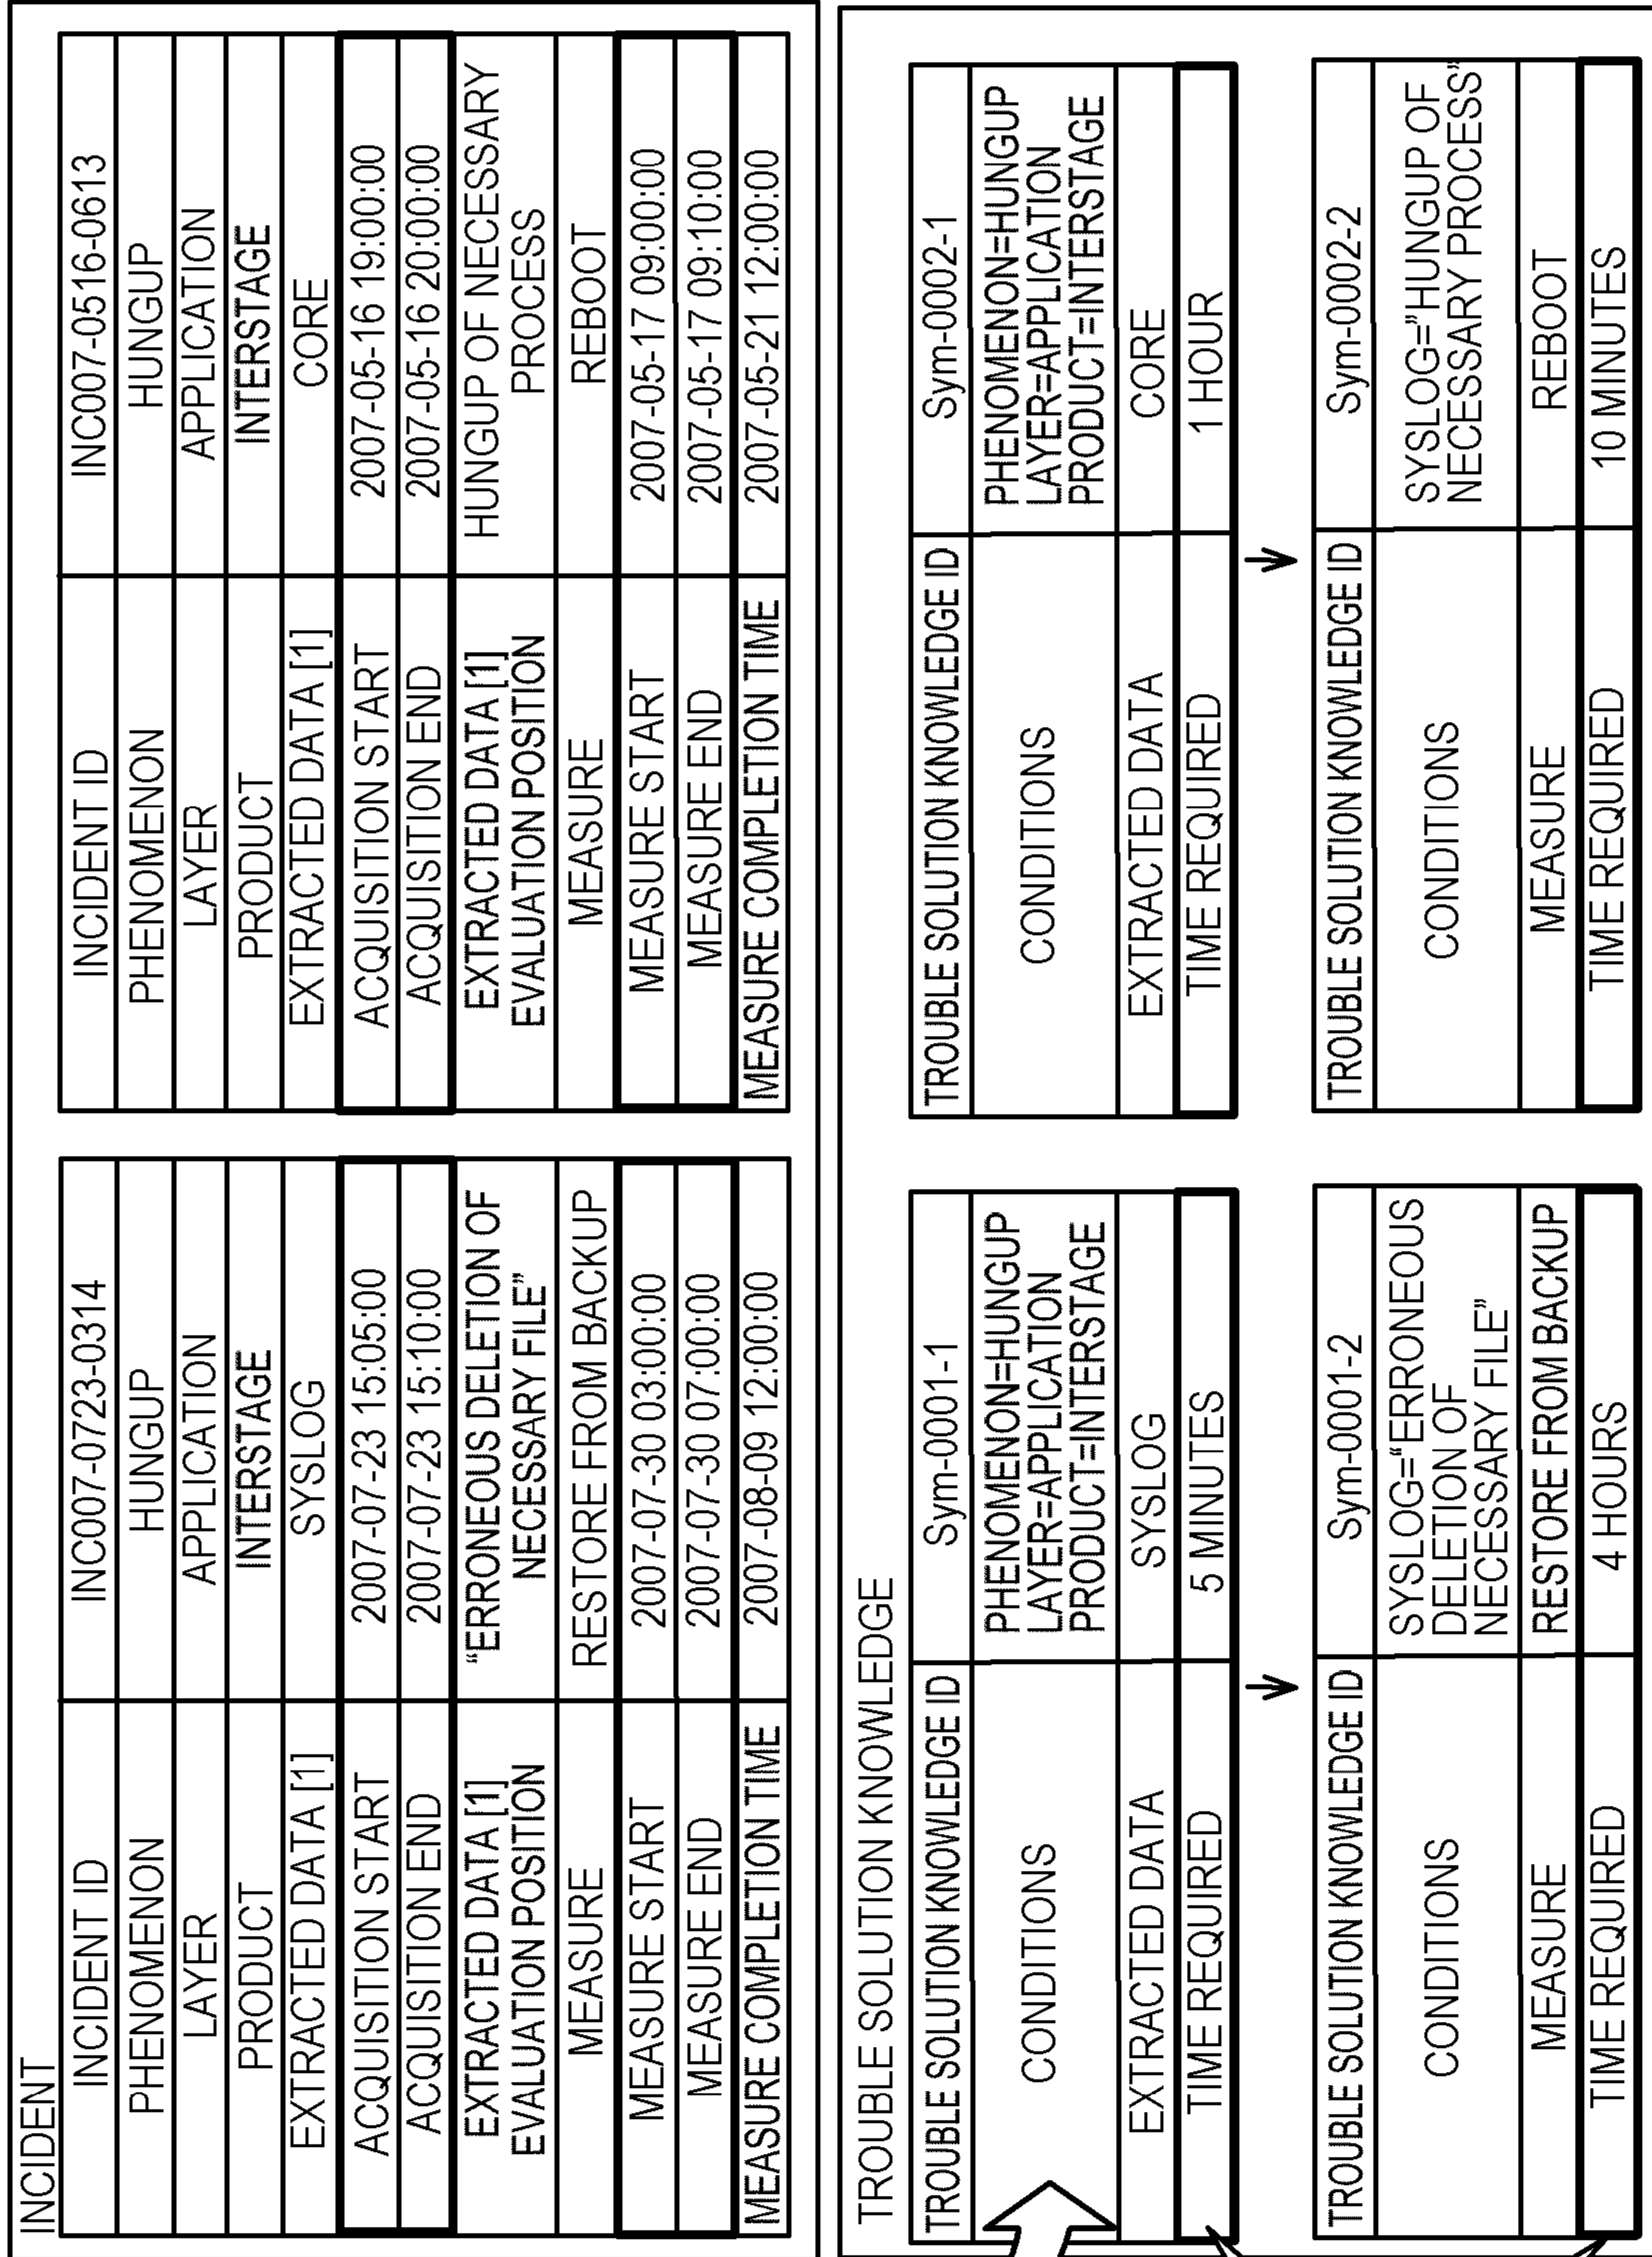 INCIDENT
INCIDENT ID INC007-0723-0314
PHENOMENON HUNGUP
LAYER APPLICATION
PRODUCT INTERSTAGE
EXTRACTED DATA [1] SYSLOG
ACQUISITION START 2007-07-23 15:05:00
ACQUISITION END 2007-07-23 15:10:00
EXTRACTED DATA [1] "ERRONEOUS DELETION OF
EVALUATION POSITION NECESSARY FILE"
MEASURE RESTORE FROM BACKUP
MEASURE START 2007-07-30 03:00:00
MEASURE END 2007-07-30 07:00:00
MEASURE COMPLETION TIME 2007-08-09 12:00:00
INCIDENT ID INC007-0516-0613
PHENOMENON HUNGUP
LAYER APPLICATION
PRODUCT INTERSTAGE
EXTRACTED DATA [1] CORE
ACQUISITION START 2007-05-16 19:00:00
ACQUISITION END 2007-05-16 20:00:00
EXTRACTED DATA [1] HUNGUP OF NECESSARY
EVALUATION POSITION PROCESS
MEASURE REBOOT
MEASURE START 2007-05-17 09:00:00
MEASURE END 2007-05-17 09:10:00
MEASURE COMPLETION TIME 2007-05-21 12:00:00
TROUBLE SOLUTION KNOWLEDGE
TROUBLE SOLUTION KNOWLEDGE ID Sym-0001-1
CONDITIONS
PHENOMENON=HUNGUP
LAYER=APPLICATION
PRODUCT=INTERSTAGE
EXTRACTED DATA SYSLOG
TIME REQUIRED 5 MINUTES
TROUBLE SOLUTION KNOWLEDGE ID Sym-0001-2
CONDITIONS
SYSLOG="ERRONEOUS
DELETION OF
NECESSARY FILE"
MEASURE RESTORE FROM BACKUP
TIME REQUIRED 4 HOURS
TROUBLE SOLUTION KNOWLEDGE ID Sym-0002-1
CONDITIONS
PHENOMENON=HUNGUP
LAYER=APPLICATION
PRODUCT=INTERSTAGE
EXTRACTED DATA CORE
TIME REQUIRED 1 HOUR
TROUBLE SOLUTION KNOWLEDGE ID Sym-0002-2
CONDITIONS
SYSLOG="HUNGUP OF
NECESSARY PROCESS"
MEASURE REBOOT
TIME REQUIRED 10 MINUTES